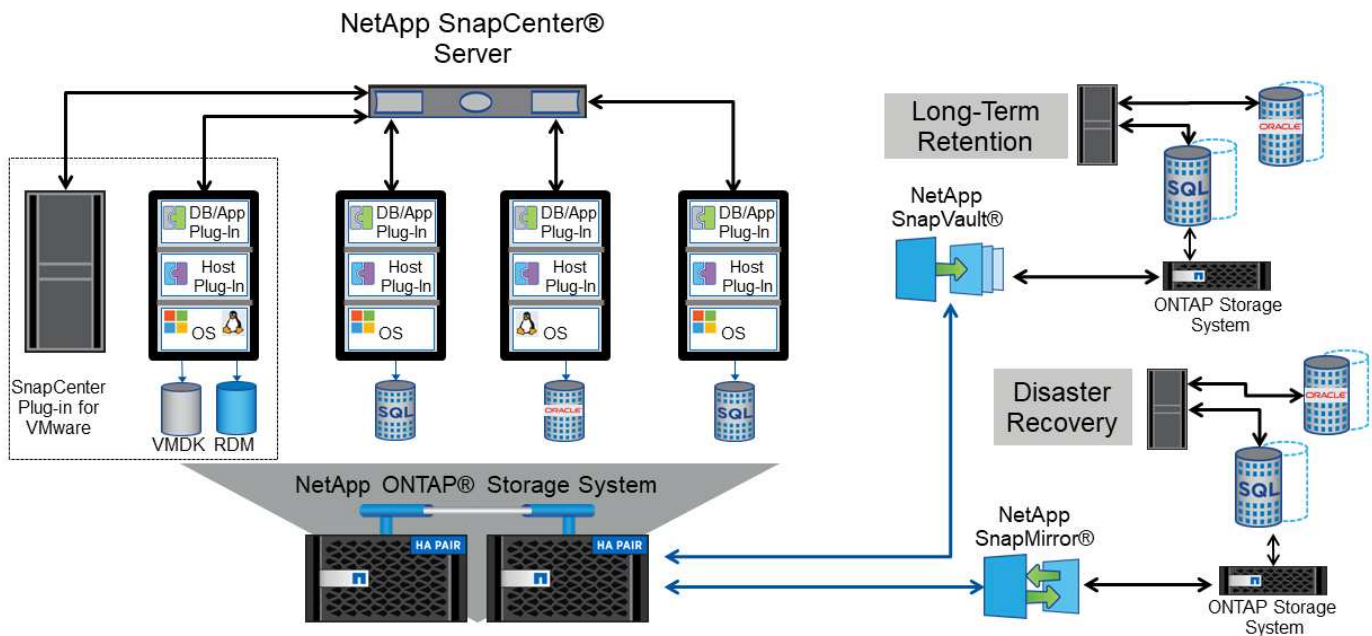 NetApp SnapCenter®
Server
DB/App
Plug-In
Host
Plug-In
OS
DB/App
Plug-In
Host
Plug-In
OS
DB/App
Plug-In
Host
Plug-In
OS
DB/App
Plug-In
Host
Plug-In
OS
SnapCenter
Plug-in for
VMware
VMDK
RDM
SQL
ORACLE
SQL
NetApp ONTAP® Storage System
HA PAIR
HA PAIR
Long-Term
Retention
ORACLE
SQL
NetApp
SnapVault®
ONTAP Storage
System
Disaster
Recovery
ORACLE
SQL
NetApp
SnapMirror®
ONTAP Storage
System